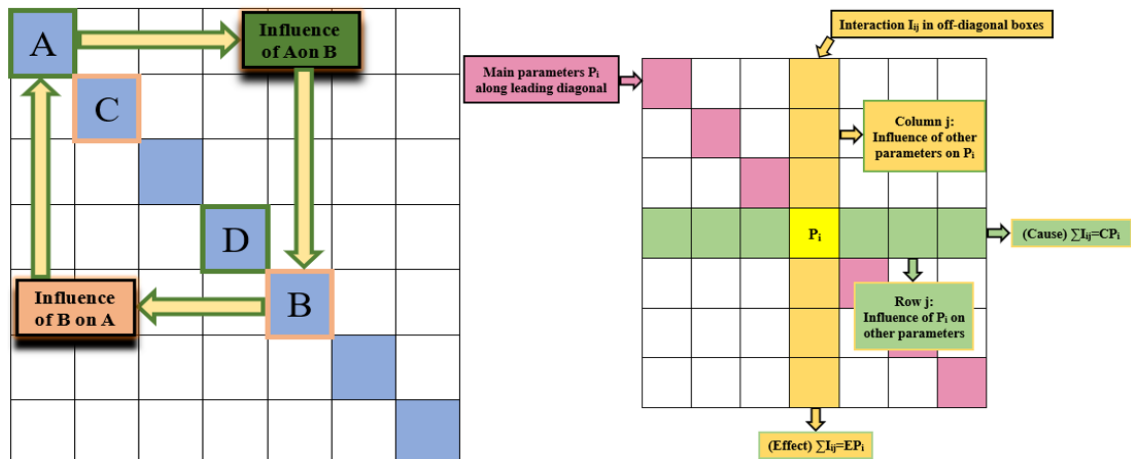 A
Influence
of Aon B
C
D
Influence
of B on A
B
Interaction Iij in off-diagonal boxes
Main parameters Pi
along leading diagonal
Column j:
Influence of other
parameters on Pi
Pi
(Cause) ∑Iij=CPi
Row j:
Influence of Pi on
other parameters
(Effect) ∑Iij=EPi